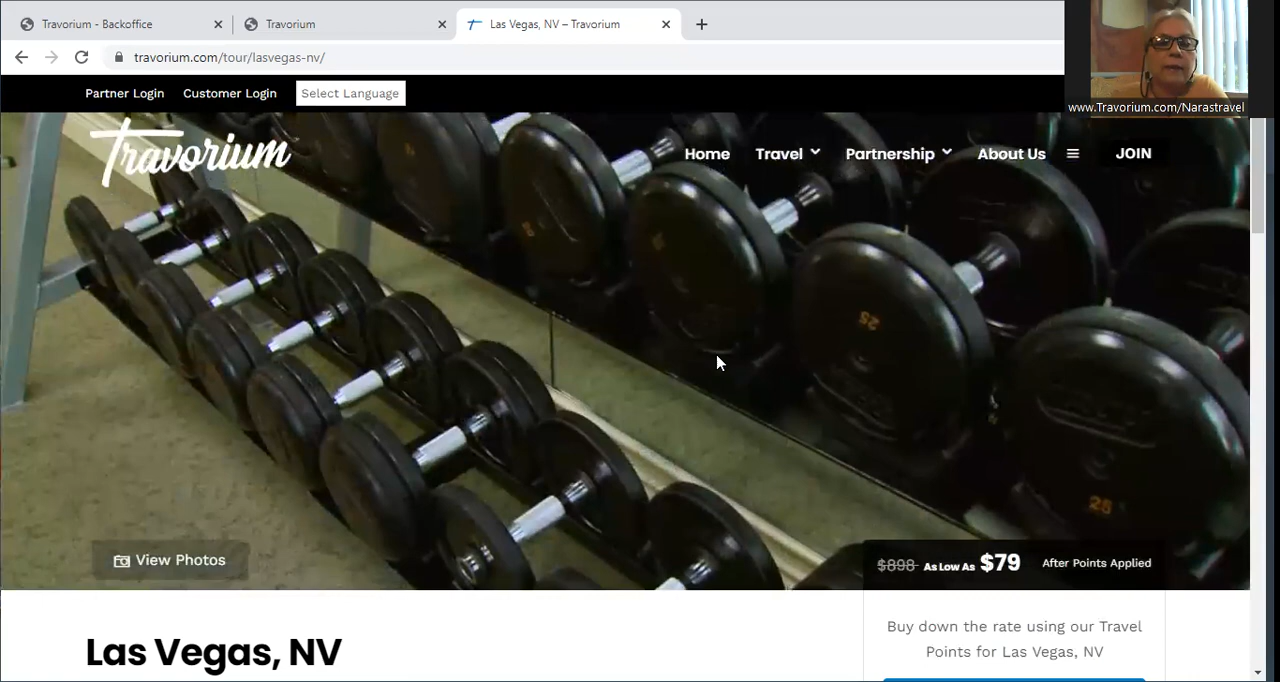 Travorium - Backoffice
Travorium
Las Vegas, NV – Travorium
travorium.com/tour/lasvegas-nv/
www.Travorium.com/Narastravel
Partner Login
Customer Login
Select Language
Travorium
Home
Travel
Partnership
About Us
JOIN
25
25
View Photos
$898 As Low As $79 After Points Applied
Las Vegas, NV
Buy down the rate using our Travel
Points for Las Vegas, NV